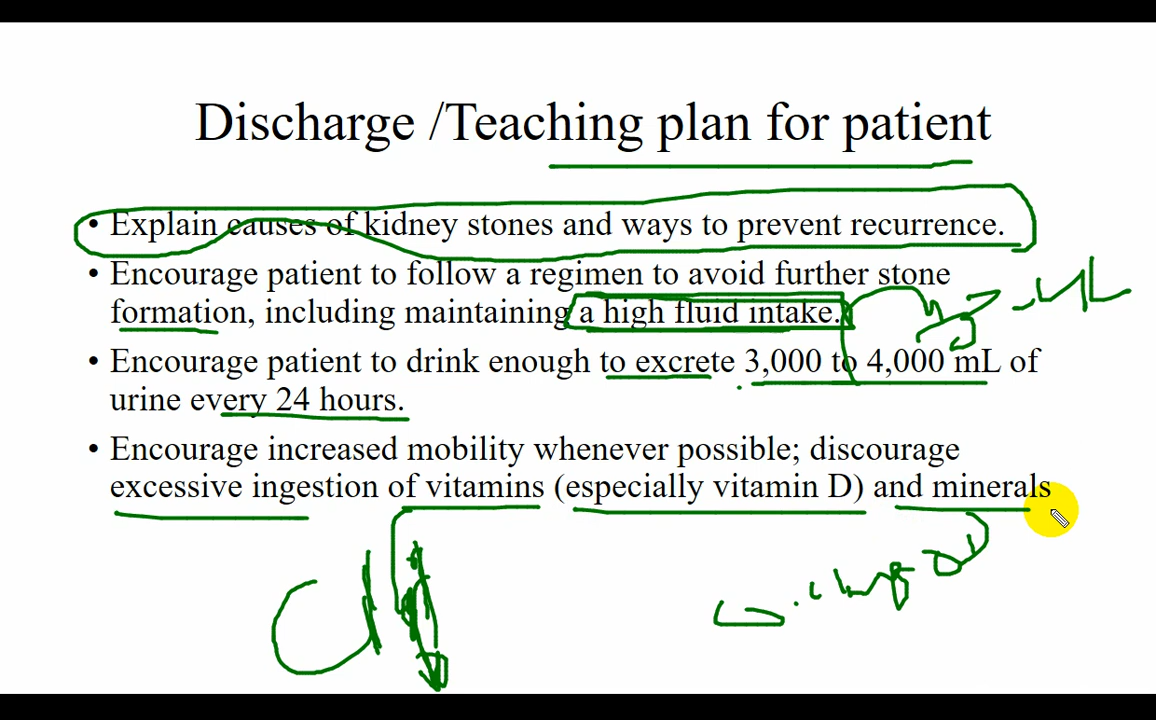 Discharge /Teaching plan for patient
• Explain causes of kidney stones and ways to prevent recurrence.
• Encourage patient to follow a regimen to avoid further stone
formation, including maintaining a high fluid intake.
• Encourage patient to drink enough to excrete 3,000 to 4,000 mL of
urine every 24 hours.
• Encourage increased mobility whenever possible; discourage
excessive ingestion of vitamins (especially vitamin D) and minerals